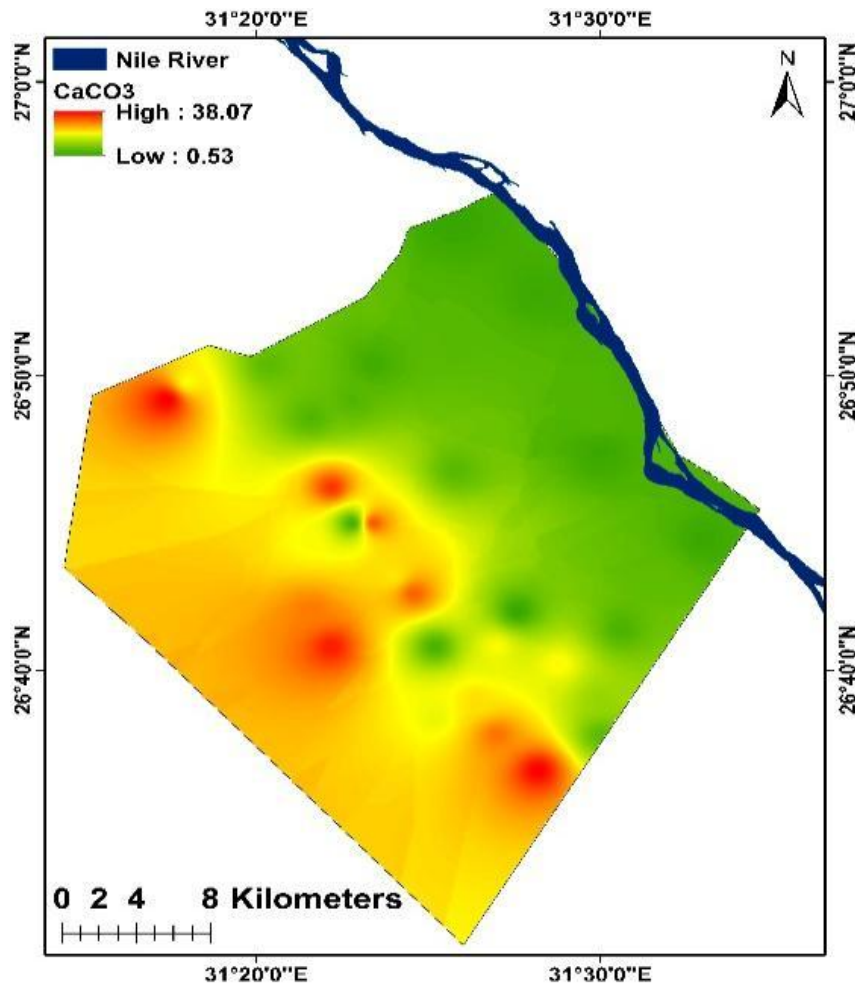 31°20'0"E 31°30'0"E
Nile River
CaCO3
High : 38.07
Low : 0.53
N
27°0'0"N 27°0'0"N
26°50'0"N 26°50'0"N
26°40'0"N 26°40'0"N
0 2 4 8 Kilometers
31°20'0"E 31°30'0"E